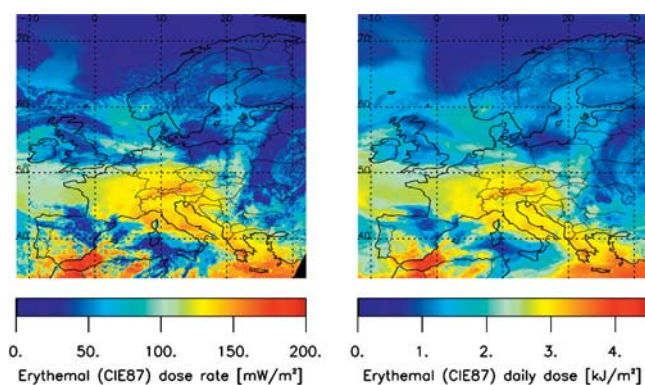 -10 0 10 20
70
60
50
40
0. 50. 100. 150. 200.
Erythemal (CIE87) dose rate [mW/m²]
-10 0 10 20 30
70
60
50
40
0. 1. 2. 3. 4.
Erythemal (CIE87) daily dose [kJ/m²]